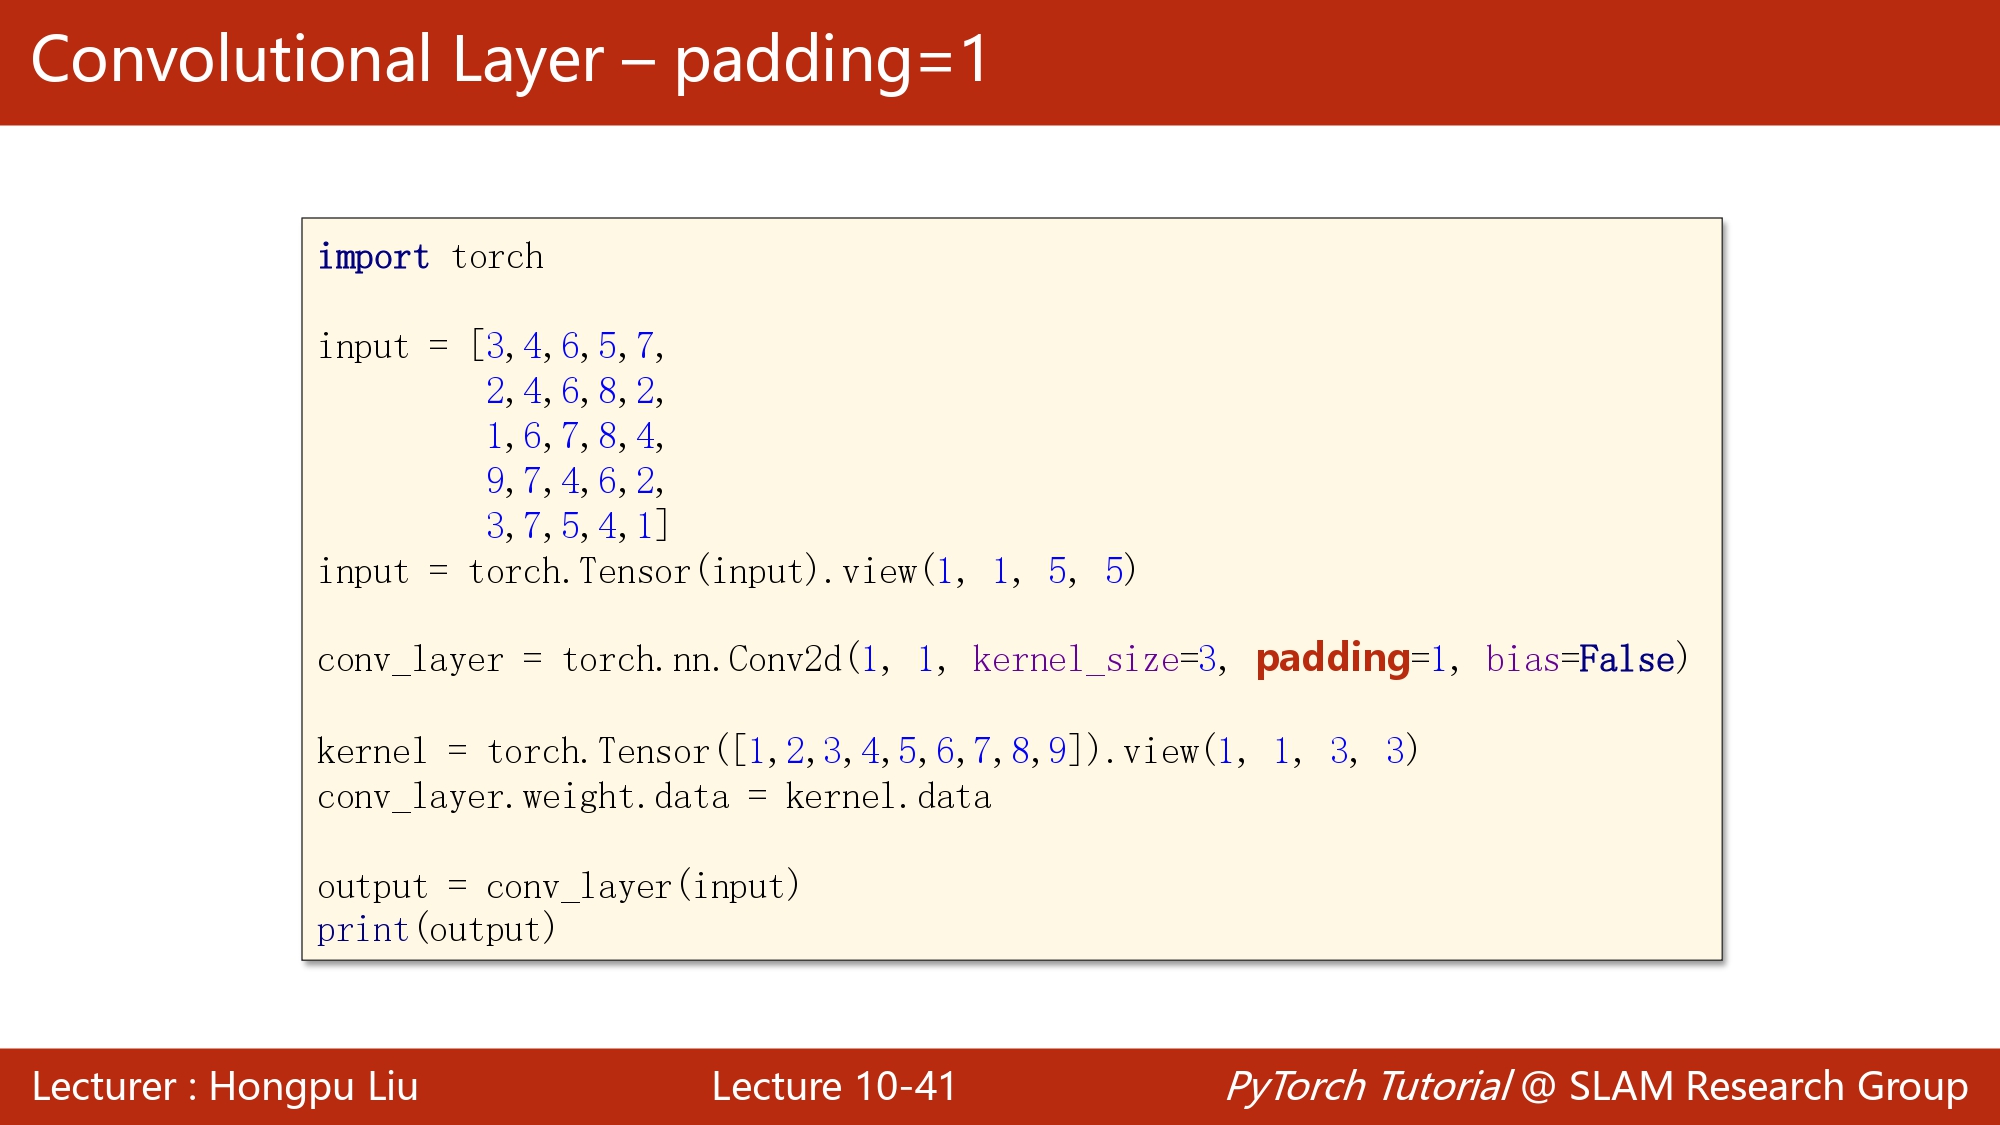 Convolutional Layer – padding=1
import torch
input = [3,4,6,5,7,
2,4,6,8,2,
1,6,7,8,4,
9,7,4,6,2,
3,7,5,4,1]
input = torch.Tensor(input).view(1, 1, 5, 5)
conv_layer = torch.nn.Conv2d(1, 1, kernel_size=3, padding=1, bias=False)
kernel = torch.Tensor([1,2,3,4,5,6,7,8,9]).view(1, 1, 3, 3)
conv_layer.weight.data = kernel.data
output = conv_layer(input)
print(output)
Lecturer : Hongpu Liu
Lecture 10-41
PyTorch Tutorial @ SLAM Research Group